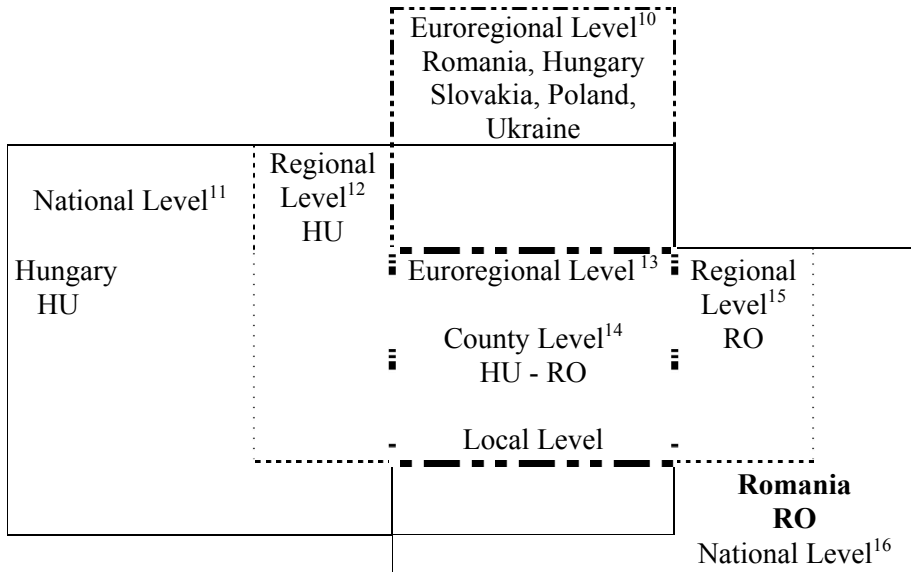 Euroregional Level10
Romania, Hungary
Slovakia, Poland,
Ukraine
National Level11
Hungary
HU
Regional
Level12
HU
Euroregional Level 13
County Level14
HU - RO
Local Level
Regional
Level15
RO
Romania
RO
National Level16